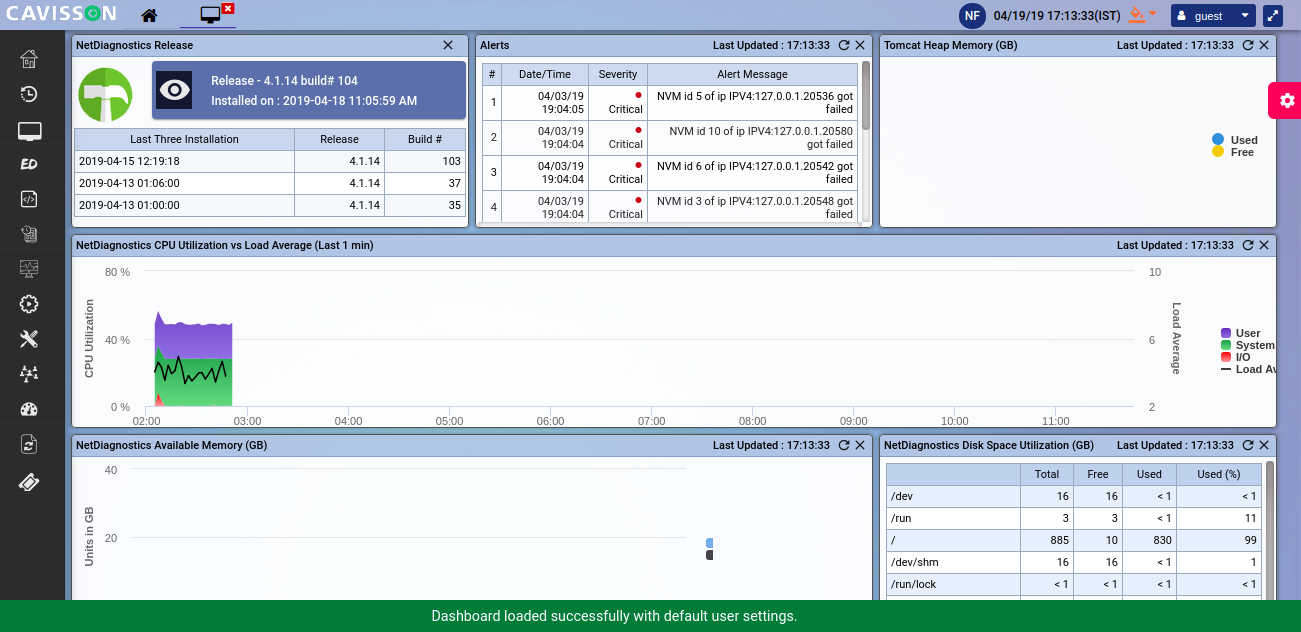 CAVISSON
NF 04/19/19 17:13:33(IST) guest
NetDiagnostics Release
Release - 4.1.14 build# 104
Installed on : 2019-04-18 11:05:59 AM
Last Three Installation Release Build #
2019-04-15 12:19:18 4.1.14 103
2019-04-13 01:06:00 4.1.14 37
2019-04-13 01:00:00 4.1.14 35
Alerts Last Updated : 17:13:33
# Date/Time Severity Alert Message
1 04/03/19 19:04:05 Critical NVM id 5 of ip IPV4:127.0.0.1.20536 got failed
2 04/03/19 19:04:04 Critical NVM id 10 of ip IPV4:127.0.0.1.20580 got failed
3 04/03/19 19:04:04 Critical NVM id 6 of ip IPV4:127.0.0.1.20542 got failed
4 04/03/19 19:04:04 Critical NVM id 3 of ip IPV4:127.0.0.1.20548 got failed
Tomcat Heap Memory (GB) Last Updated : 17:13:33
Used
Free
ED
NetDiagnostics CPU Utilization vs Load Average (Last 1 min) Last Updated : 17:13:33
80 % 10
CPU Utilization
40 % 6
Load Average
0 % 2
02:00 03:00 04:00 05:00 06:00 07:00 08:00 09:00 10:00 11:00
User
System
I/O
Load Av
NetDiagnostics Available Memory (GB) Last Updated : 17:13:33
40
Units in GB
20
NetDiagnostics Disk Space Utilization (GB) Last Updated : 17:13:33
Total Free Used Used (%)
/dev 16 16 < 1 < 1
/run 3 3 < 1 11
/ 885 10 830 99
/dev/shm 16 16 < 1 1
/run/lock < 1 < 1 < 1 < 1
Dashboard loaded successfully with default user settings.